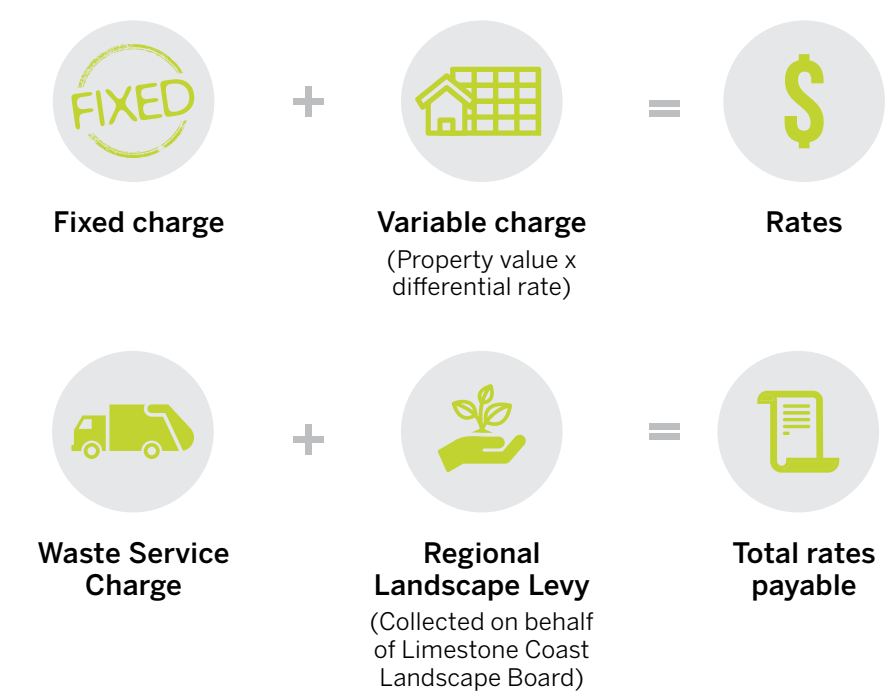 FIXED
+
=
$
Fixed charge
Variable charge
(Property value x
differential rate)
Rates
+
=
Waste Service
Charge
Regional
Landscape Levy
(Collected on behalf
of Limestone Coast
Landscape Board)
Total rates
payable